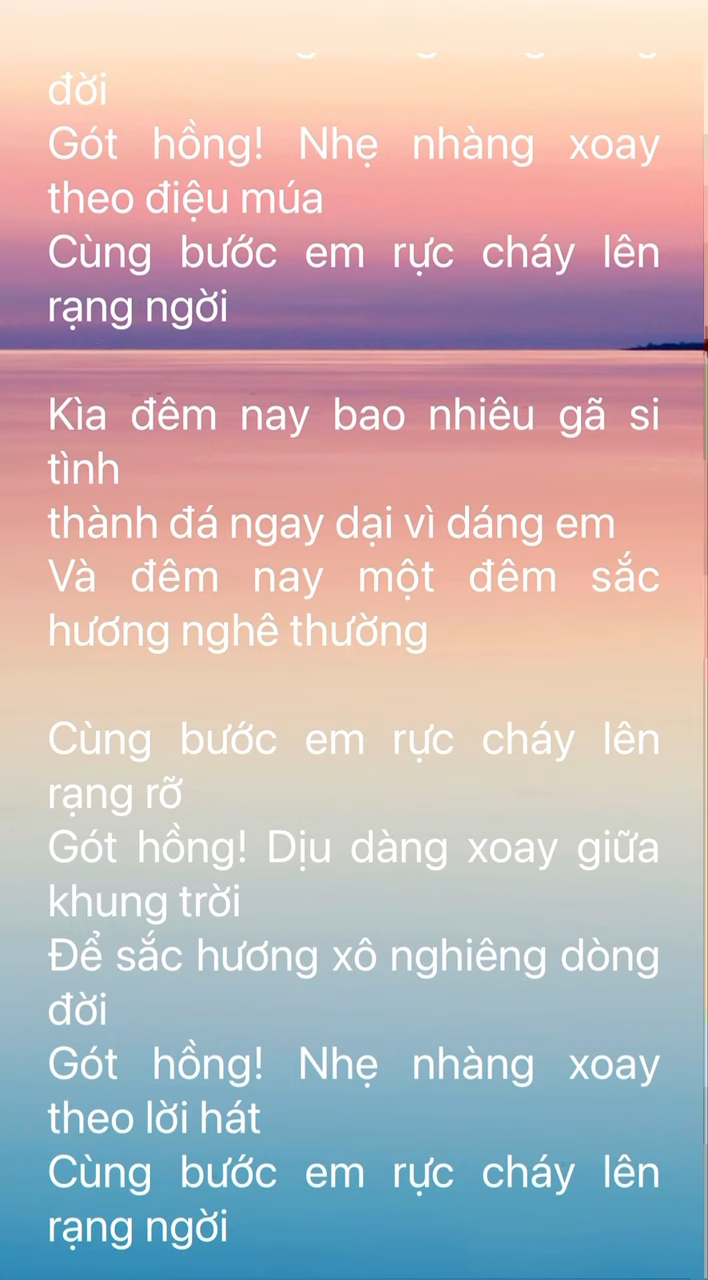 đời
Gót hồng! Nhẹ nhàng xoay
theo điệu múa
Cùng bước em rực cháy lên
rạng ngời
Kìa đêm nay bao nhiêu gã si
tình
thành đá ngay dại vì dáng em
Và đêm nay một đêm sắc
hương nghê thường
Cùng bước em rực cháy lên
rạng rỡ
Gót hồng! Dịu dàng xoay giữa
khung trời
Để sắc hương xô nghiêng dòng
đời
Gót hồng! Nhẹ nhàng xoay
theo lời hát
Cùng bước em rực cháy lên
rạng ngời